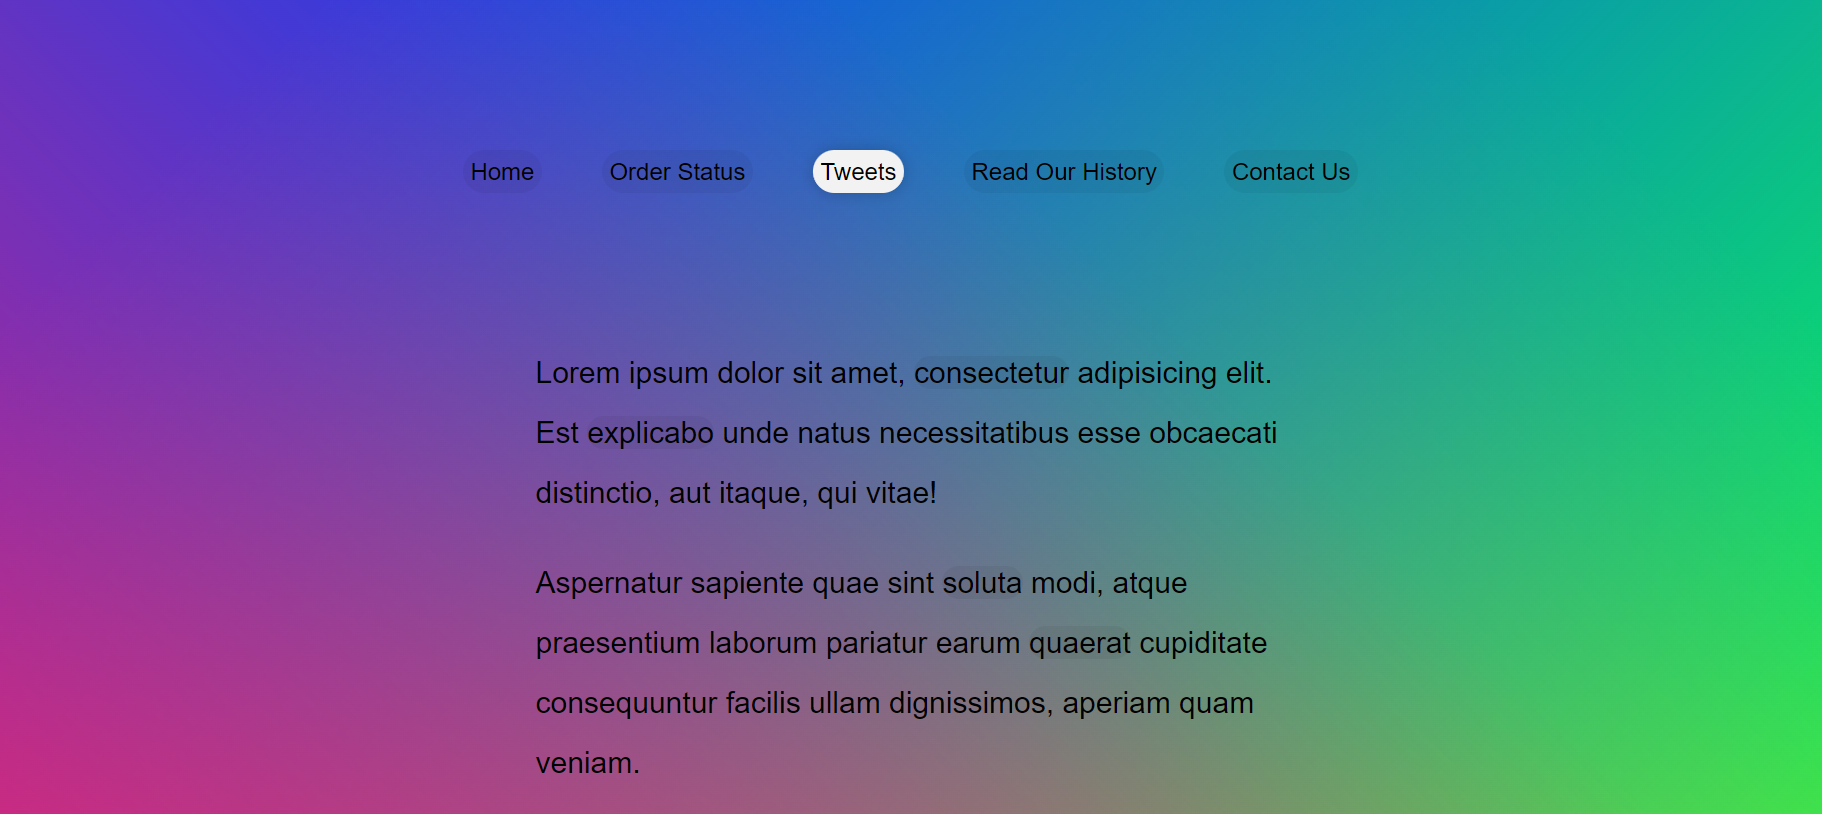 Home Order Status Tweets Read Our History Contact Us
Lorem ipsum dolor sit amet, consectetur adipisicing elit.
Est explicabo unde natus necessitatibus esse obcaecati
distinctio, aut itaque, qui vitae!
Aspernatur sapiente quae sint soluta modi, atque
praesentium laborum pariatur earum quaerat cupiditate
consequuntur facilis ullam dignissimos, aperiam quam
veniam.